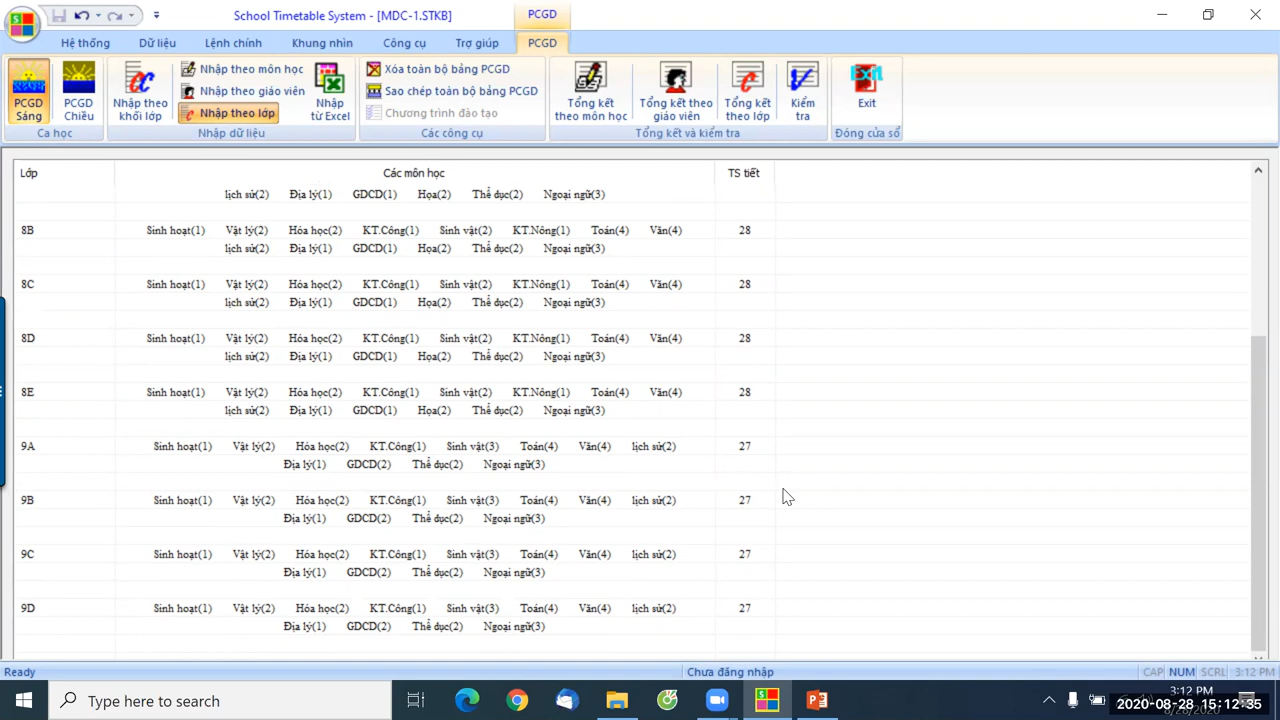 School Timetable System - [MDC-1.STKB]
PCGD
Hệ thống Dữ liệu Lệnh chính Khung nhìn Công cụ Trợ giúp PCGD
PCGD Sáng
PCGD Chiều
Ca học
Nhập theo khối lớp
Nhập theo môn học
Nhập theo giáo viên
Nhập theo lớp
Nhập từ Excel
Nhập dữ liệu
Xóa toàn bộ bảng PCGD
Sao chép toàn bộ bảng PCGD
Chương trình đào tạo
Các công cụ
Tổng kết theo môn học
Tổng kết theo giáo viên
Tổng kết theo lớp
Kiểm tra
Tổng kết và kiểm tra
Exit
Exit
Đóng cửa sổ
Lớp Các môn học TS tiết
lịch sử(2) Địa lý(1) GDCD(1) Họa(2) Thể dục(2) Ngoại ngữ(3)
8B Sinh hoạt(1) Vật lý(2) Hóa học(2) KT.Công(1) Sinh vật(2) KT.Nông(1) Toán(4) Văn(4) 28
lịch sử(2) Địa lý(1) GDCD(1) Họa(2) Thể dục(2) Ngoại ngữ(3)
8C Sinh hoạt(1) Vật lý(2) Hóa học(2) KT.Công(1) Sinh vật(2) KT.Nông(1) Toán(4) Văn(4) 28
lịch sử(2) Địa lý(1) GDCD(1) Họa(2) Thể dục(2) Ngoại ngữ(3)
8D Sinh hoạt(1) Vật lý(2) Hóa học(2) KT.Công(1) Sinh vật(2) KT.Nông(1) Toán(4) Văn(4) 28
lịch sử(2) Địa lý(1) GDCD(1) Họa(2) Thể dục(2) Ngoại ngữ(3)
8E Sinh hoạt(1) Vật lý(2) Hóa học(2) KT.Công(1) Sinh vật(2) KT.Nông(1) Toán(4) Văn(4) 28
lịch sử(2) Địa lý(1) GDCD(1) Họa(2) Thể dục(2) Ngoại ngữ(3)
9A Sinh hoạt(1) Vật lý(2) Hóa học(2) KT.Công(1) Sinh vật(3) Toán(4) Văn(4) lịch sử(2) 27
Địa lý(1) GDCD(2) Thể dục(2) Ngoại ngữ(3)
9B Sinh hoạt(1) Vật lý(2) Hóa học(2) KT.Công(1) Sinh vật(3) Toán(4) Văn(4) lịch sử(2) 27
Địa lý(1) GDCD(2) Thể dục(2) Ngoại ngữ(3)
9C Sinh hoạt(1) Vật lý(2) Hóa học(2) KT.Công(1) Sinh vật(3) Toán(4) Văn(4) lịch sử(2) 27
Địa lý(1) GDCD(2) Thể dục(2) Ngoại ngữ(3)
9D Sinh hoạt(1) Vật lý(2) Hóa học(2) KT.Công(1) Sinh vật(3) Toán(4) Văn(4) lịch sử(2) 27
Địa lý(1) GDCD(2) Thể dục(2) Ngoại ngữ(3)
Ready Chưa đăng nhập CAP NUM SCRL 3:12 PM
Type here to search
3:12 PM
2020-08-28 15:12:35